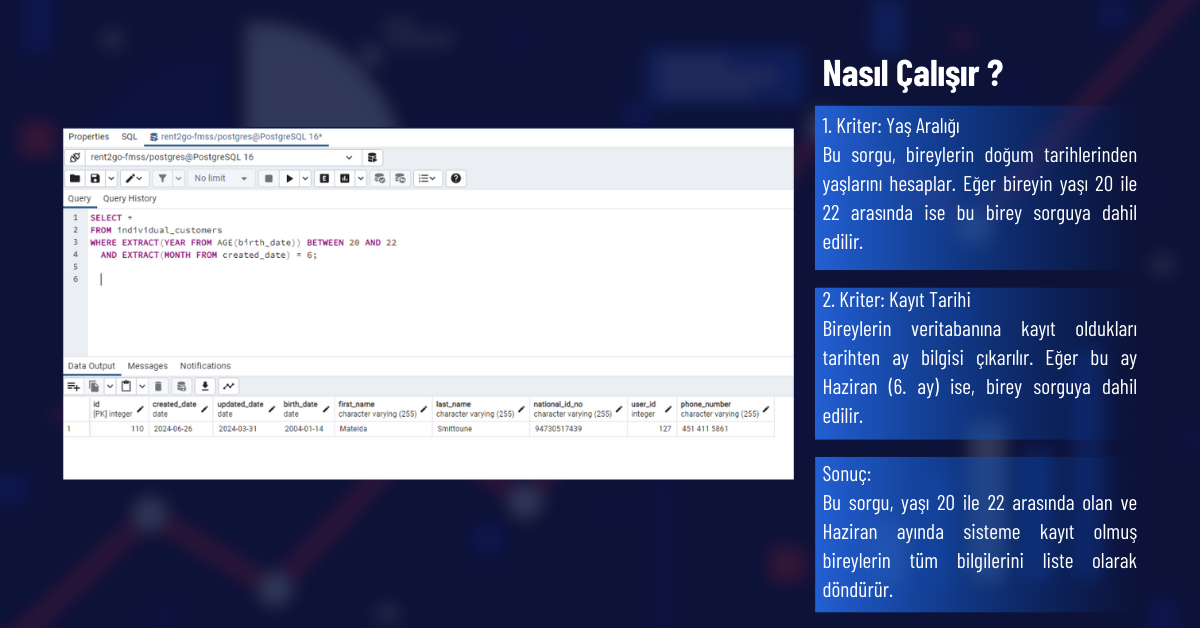 Properties SQL rent2go-fmss/postgres@PostgreSQL 16*
rent2go-fmss/postgres@PostgreSQL 16
No limit
Query Query History
1 SELECT *
2 FROM individual_customers
3 WHERE EXTRACT(YEAR FROM AGE(birth_date)) BETWEEN 20 AND 22
4 AND EXTRACT(MONTH FROM created_date) = 6;
5
6
Data Output Messages Notifications
id created_date updated_date birth_date first_name last_name national_id_no user_id phone_number
[PK] integer date date date character varying (255) character varying (255) character varying (255) integer character varying (255)
1 110 2024-06-26 2024-03-31 2004-01-14 Matelda Smittoune 94730517439 127 451 411 5861
Nasıl Çalışır ?
1. Kriter: Yaş Aralığı
Bu sorgu, bireylerin doğum tarihlerinden
yaşlarını hesaplar. Eğer bireyin yaşı 20 ile
22 arasında ise bu birey sorguya dahil
edilir.
2. Kriter: Kayıt Tarihi
Bireylerin veritabanına kayıt oldukları
tarihten ay bilgisi çıkarılır. Eğer bu ay
Haziran (6. ay) ise, birey sorguya dahil
edilir.
Sonuç:
Bu sorgu, yaşı 20 ile 22 arasında olan ve
Haziran ayında sisteme kayıt olmuş
bireylerin tüm bilgilerini liste olarak
döndürür.